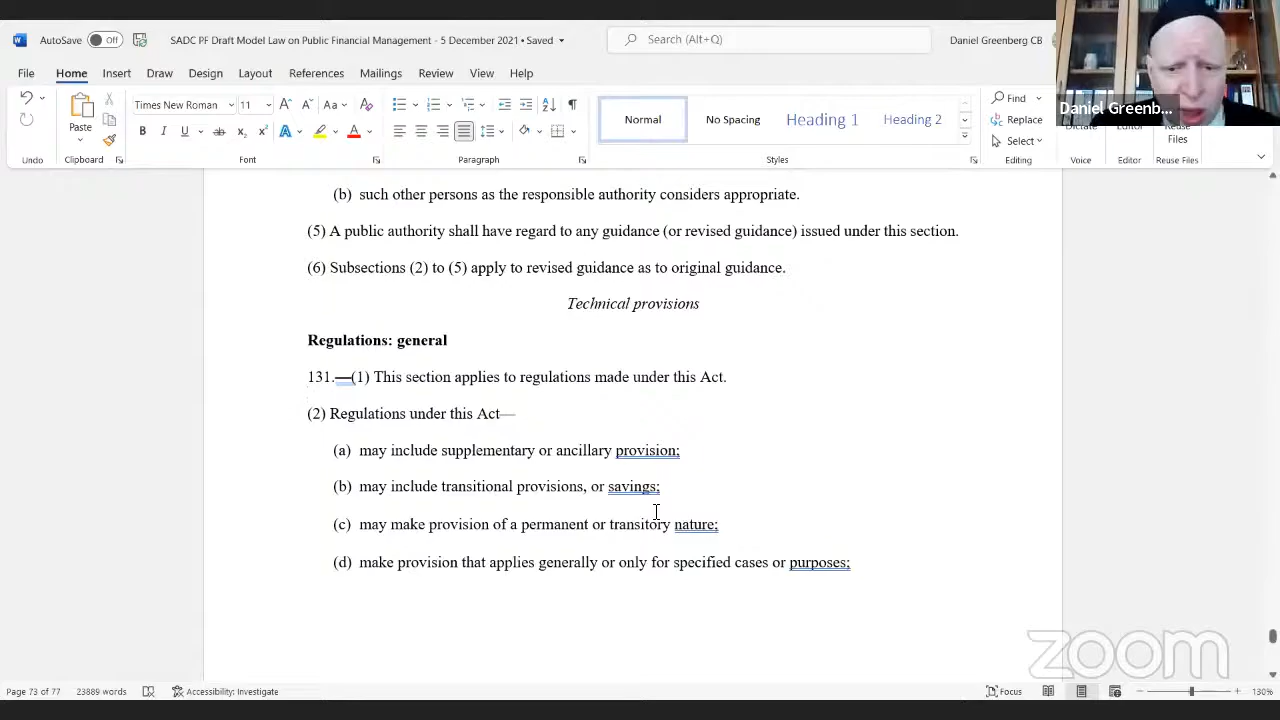 AutoSave Off SADC PF Draft Model Law on Public Financial Management - 5 December 2021 • Saved Search (Alt+Q) Daniel Greenberg CB
File Home Insert Draw Design Layout References Mailings Review View Help
Daniel Greenb...
Times New Roman 11 Find
Paste Normal No Spacing Heading 1 Heading 2 Replace Dictate Editor Reuse Files
Select
Undo Clipboard Font Paragraph Styles Editing Voice Editor Reuse Files
(b) such other persons as the responsible authority considers appropriate.
(5) A public authority shall have regard to any guidance (or revised guidance) issued under this section.
(6) Subsections (2) to (5) apply to revised guidance as to original guidance.
Technical provisions
Regulations: general
131.—(1) This section applies to regulations made under this Act.
(2) Regulations under this Act—
(a) may include supplementary or ancillary provision;
(b) may include transitional provisions, or savings;
(c) may make provision of a permanent or transitory nature;
(d) make provision that applies generally or only for specified cases or purposes;
zoom
Page 73 of 77 23889 words Accessibility: Investigate Focus 130%